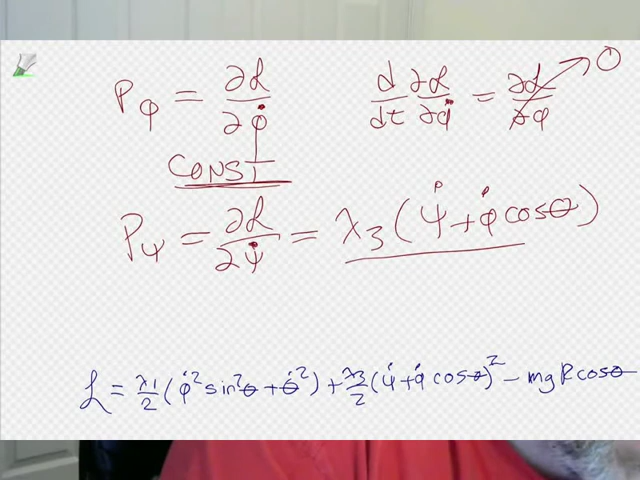 P_φ = ∂ℒ/∂φ̇    d/dt ∂ℒ/∂φ̇ = ∂ℒ/∂φ → 0
CONST
P_ψ = ∂ℒ/∂ψ̇ = λ₃(ψ̇ + φ̇ cosθ)
ℒ = λ₁/2 (φ̇² sin²θ + θ̇²) + λ₃/2 (ψ̇ + φ̇ cosθ)² − mgR cosθ